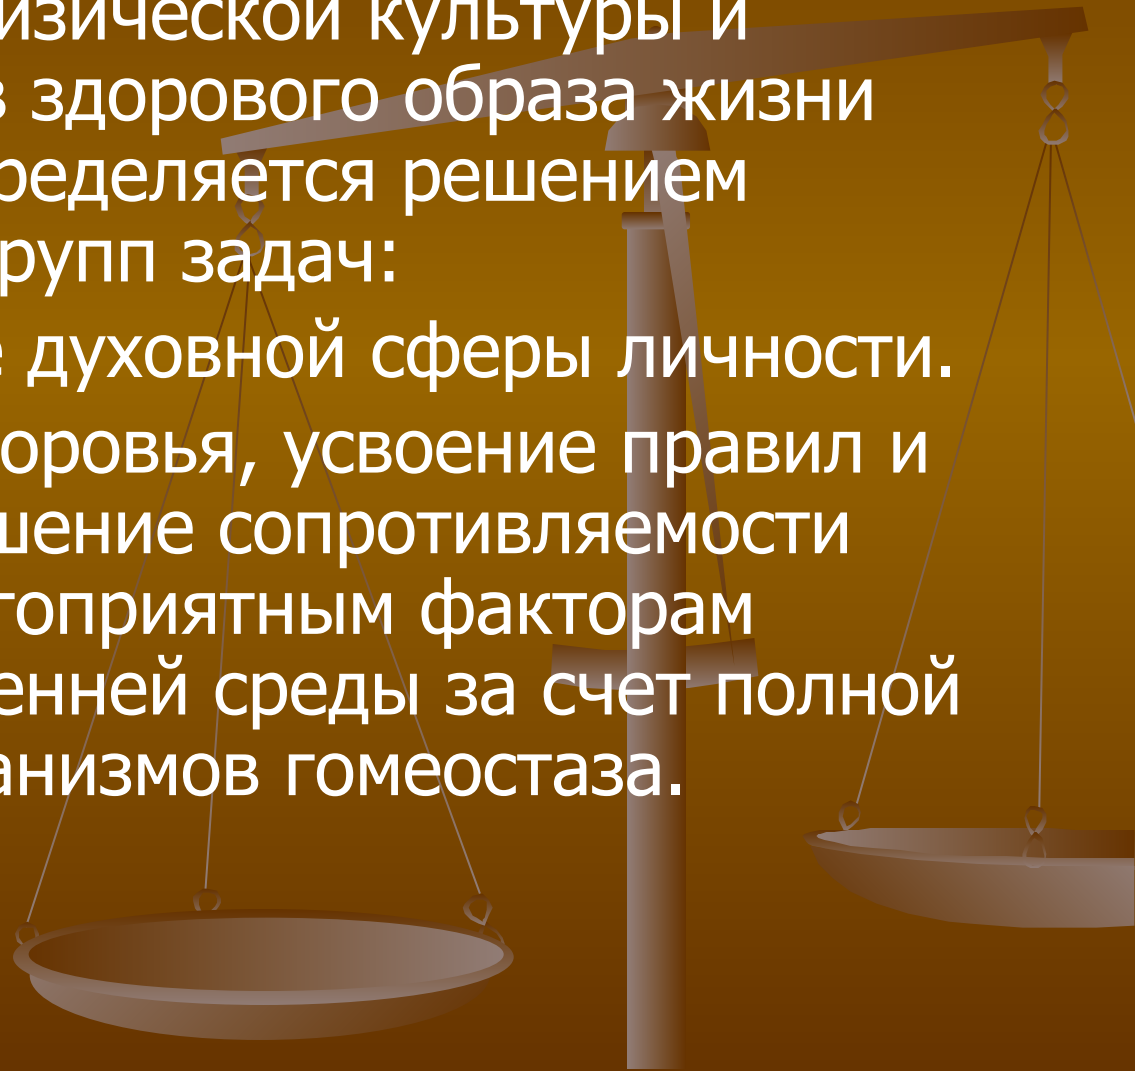 изической культуры и
в здорового образа жизни
ределяется решением
рупп задач:
е духовной сферы личности.
оровья, усвоение правил и
шение сопротивляемости
гоприятным факторам
енней среды за счет полной
анизмов гомеостаза.